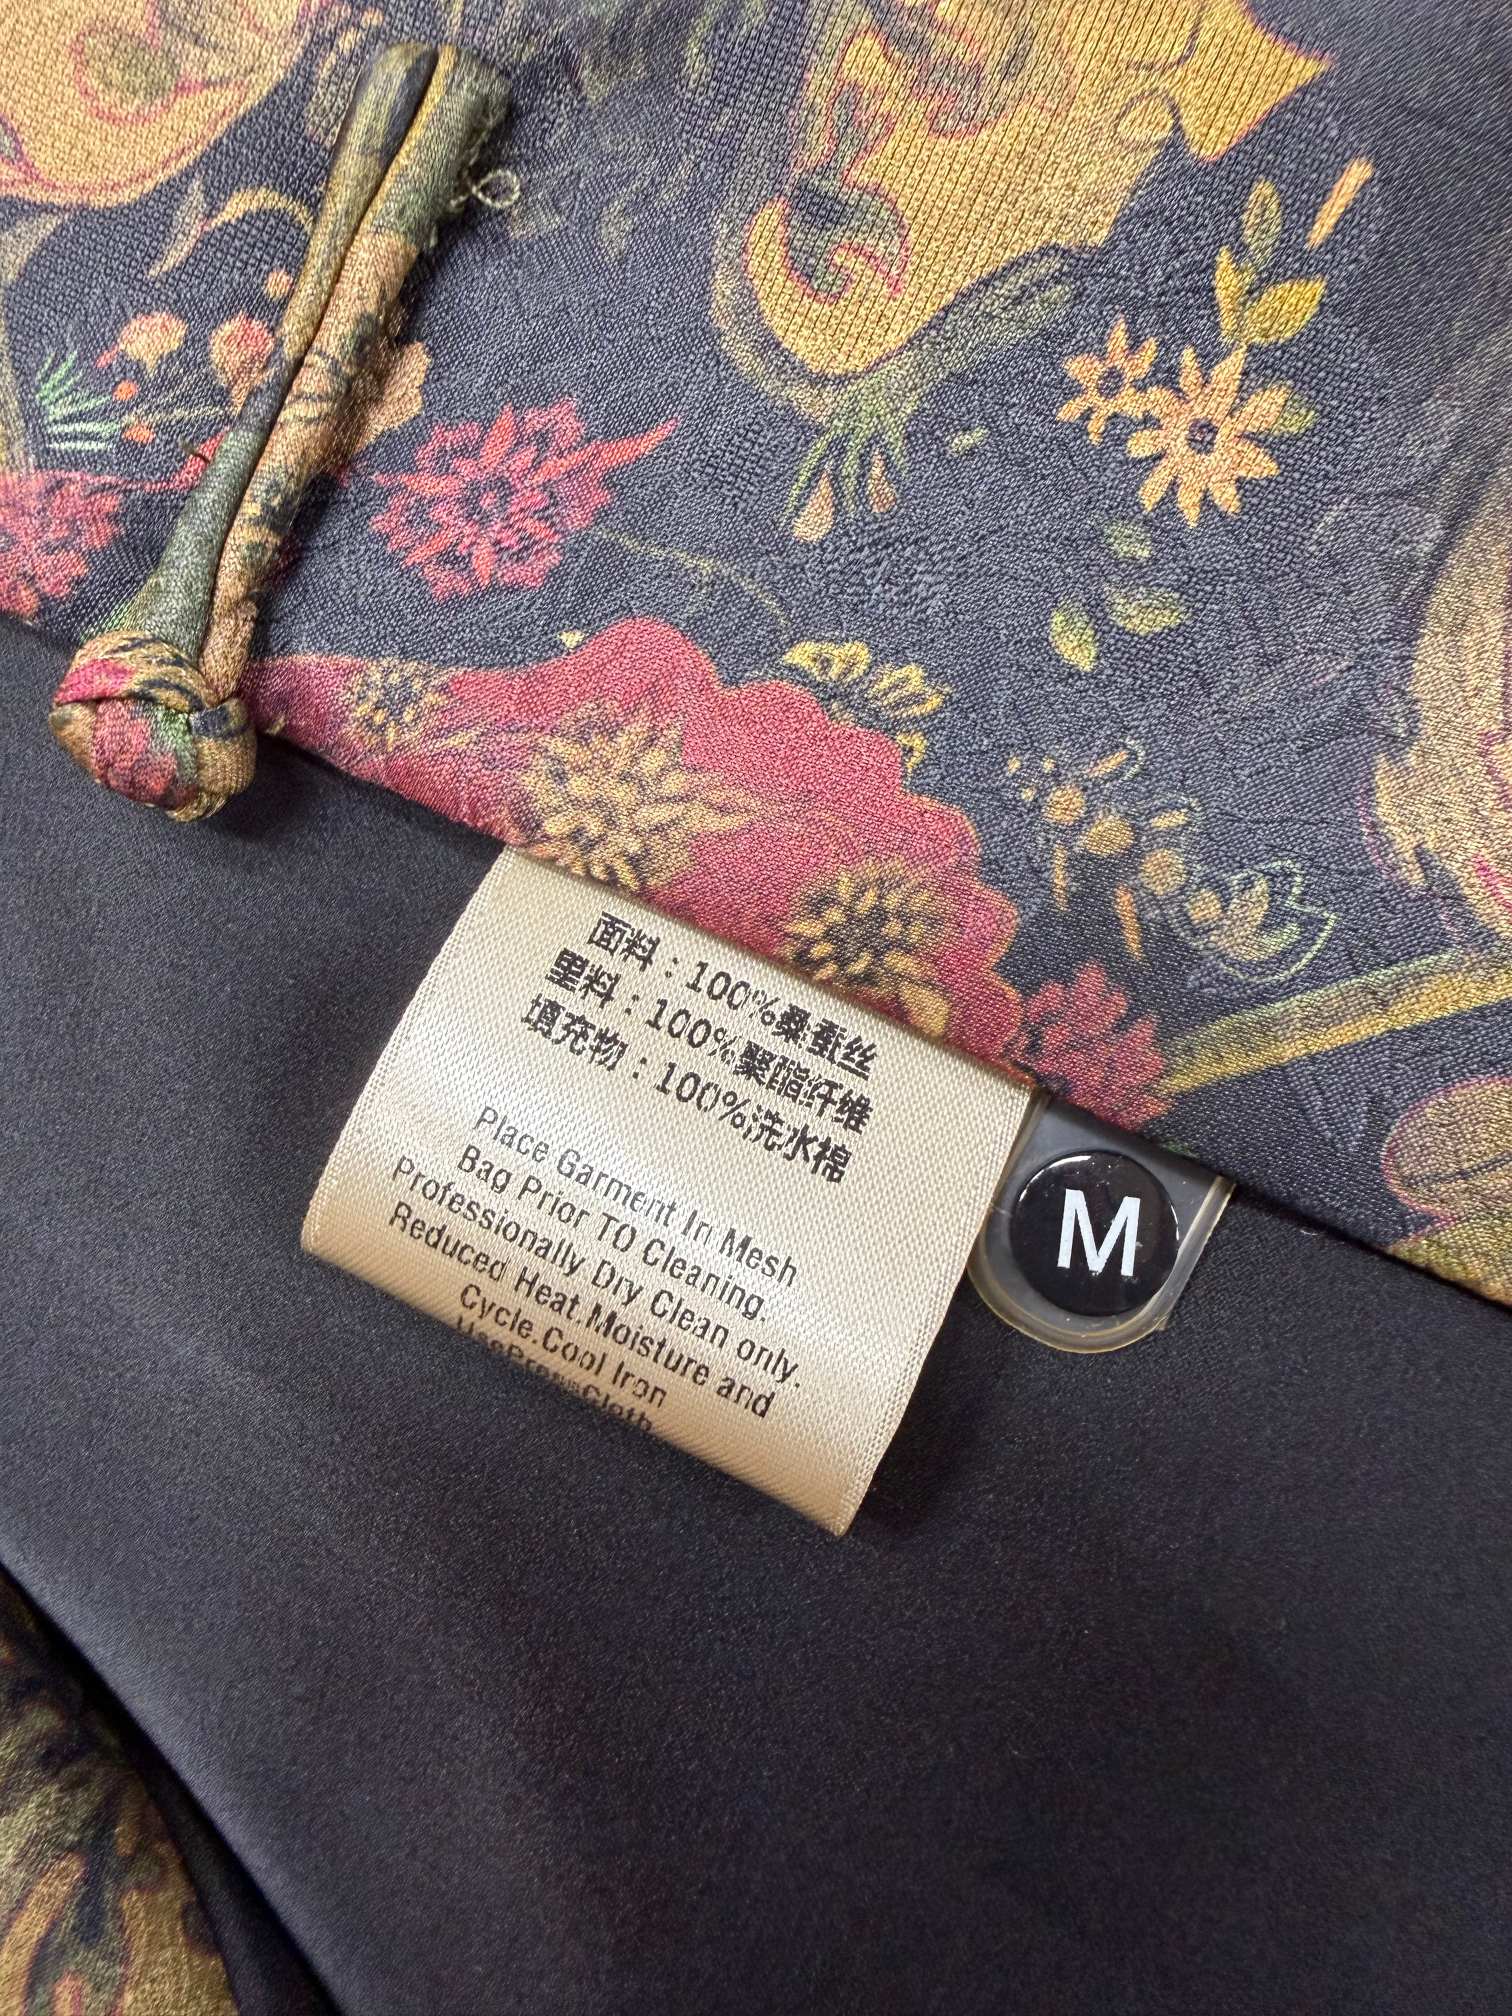 面料：100%桑蚕丝
里料：100%聚酯纤维
填充物：100%洗水棉
Place Garment In Mesh
Bag Prior TO Cleaning.
Professionally Dry Clean only.
Reduced Heat.Moisture and
Cycle.Cool Iron
UsePressCloth
M